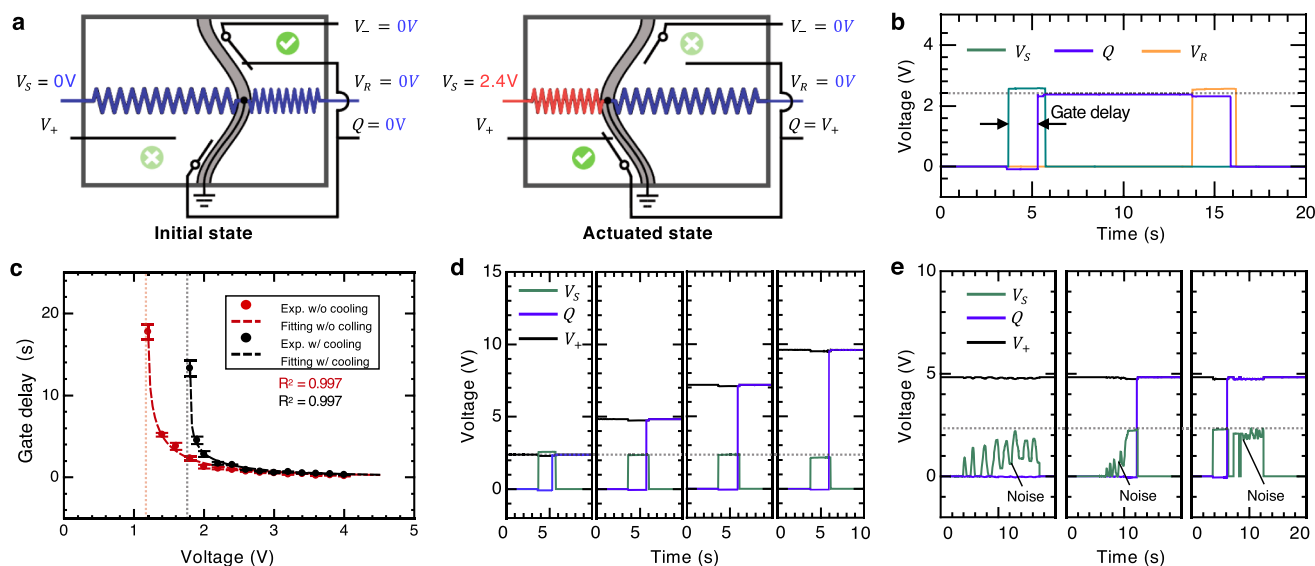 a
V₋ = 0V
V_S = 0V
V_R = 0V
V₊
Q = 0V
Initial state
V₋ = 0V
V_S = 2.4V
V_R = 0V
V₊
Q = V₊
Actuated state
b
V_S Q V_R
Gate delay
Voltage (V)
4
2
0
0 5 10 15 20
Time (s)
c
Exp. w/o cooling
Fitting w/o colling
Exp. w/ cooling
Fitting w/ cooling
R² = 0.997
R² = 0.997
Gate delay (s)
20
10
0
0 1 2 3 4 5
Voltage (V)
d
V_S
Q
V₊
Voltage (V)
15
10
5
0
0 5 0 5 0 5 0 5 10
Time (s)
e
V_S
Q
V₊
Noise
Noise
Noise
Voltage (V)
10
5
0
0 10 0 10 0 10 20
Time (s)